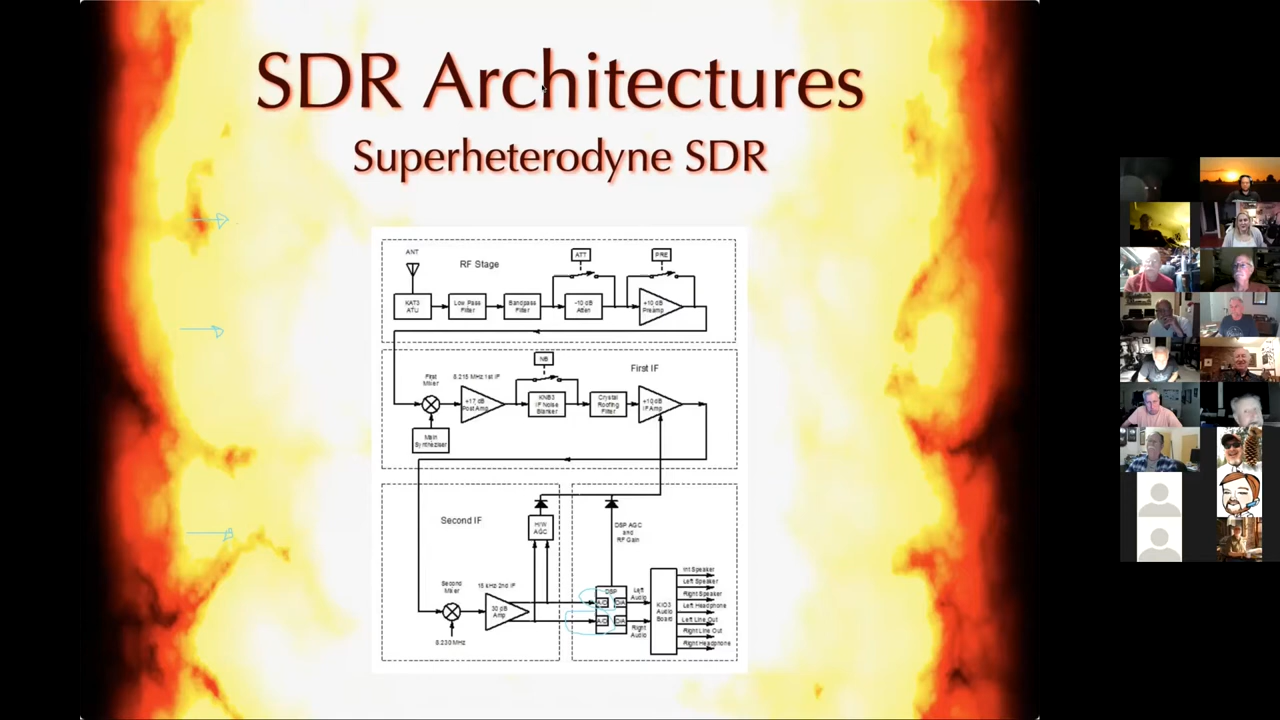 SDR Architectures
Superheterodyne SDR
ANT
RF Stage
ATT
PRE
KAT3
ATU
Low Pass
Filter
Bandpass
Filter
-10 dB
Atten
+10 dB
Preamp
NB
First IF
First
Mixer
8.215 MHz 1st IF
+17 dB
Post Amp
KNB3
IF Noise
Blanker
Crystal
Roofing
Filter
+10 dB
IF Amp
Main
Synthesizer
Second IF
H/W
AGC
DSP AGC
and
RF Gain
Second
Mixer
15 kHz 2nd IF
30 dB
Amp
8.230 MHz
DSP
A/D
D/A
A/D
D/A
Left
Audio
Right
Audio
KIO3
Audio
Board
Int Speaker
Left Speaker
Right Speaker
Left Headphone
Left Line Out
Right Line Out
Right Headphone